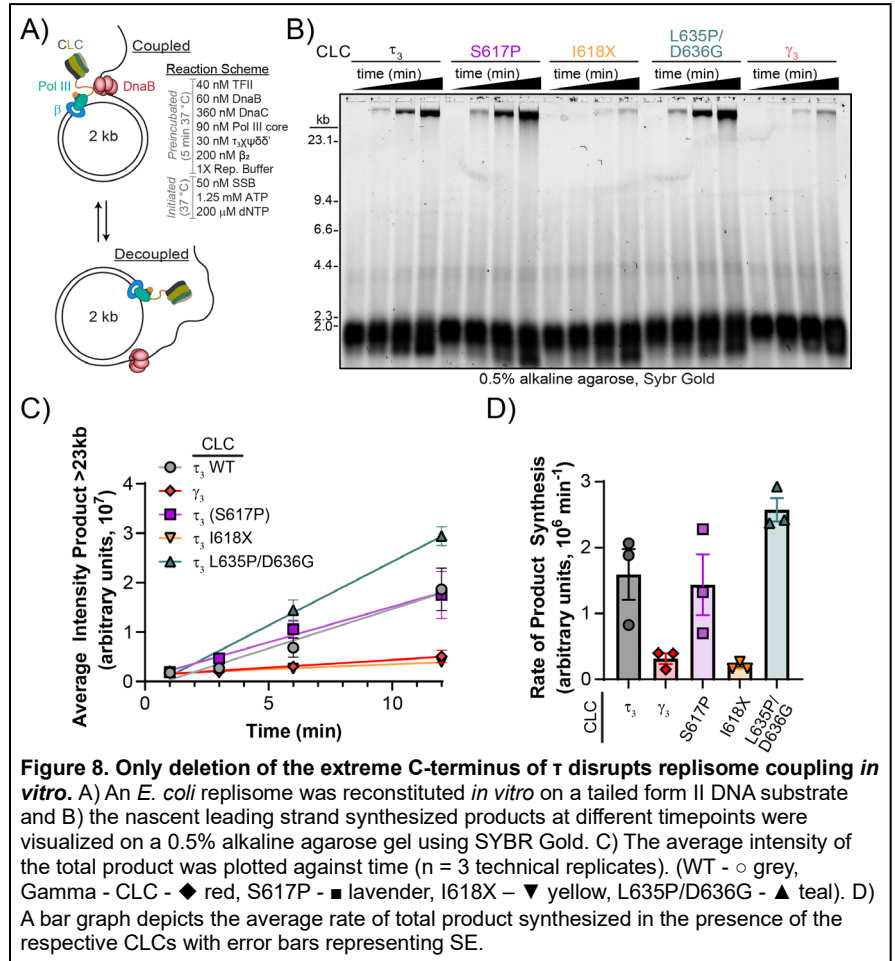 A)
CLC
Coupled
Pol III
DnaB
β
2 kb
Decoupled
2 kb
Reaction Scheme
Preincubated
(5 min 37 °C)
40 nM TFII
60 nM DnaB
360 nM DnaC
90 nM Pol III core
30 nM τ₃χψδδ'
200 nM β₂
1X Rep. Buffer
Initiated
(37 °C)
50 nM SSB
1.25 mM ATP
200 μM dNTP
B)
CLC τ₃ S617P I618X L635P/ D636G γ₃
time (min) time (min) time (min) time (min) time (min)
kb
23.1-
9.4-
6.6-
4.4-
2.3-
2.0-
0.5% alkaline agarose, Sybr Gold
C)
Average Intensity Product >23kb
(arbitrary units, 10⁷)
4
3
2
1
0
0 5 10
Time (min)
CLC
τ₃ WT
γ₃
τ₃ (S617P)
τ₃ I618X
τ₃ L635P/D636G
D)
Rate of Product Synthesis
(arbitrary units, 10⁶ min⁻¹)
3
2
1
0
CLC
τ₃
γ₃
S617P
I618X
L635P/
D636G
Figure 8. Only deletion of the extreme C-terminus of τ disrupts replisome coupling in
vitro. A) An E. coli replisome was reconstituted in vitro on a tailed form II DNA substrate
and B) the nascent leading strand synthesized products at different timepoints were
visualized on a 0.5% alkaline agarose gel using SYBR Gold. C) The average intensity of
the total product was plotted against time (n = 3 technical replicates). (WT - ○ grey,
Gamma - CLC - ◆ red, S617P - ■ lavender, I618X – ▼ yellow, L635P/D636G - ▲ teal). D)
A bar graph depicts the average rate of total product synthesized in the presence of the
respective CLCs with error bars representing SE.